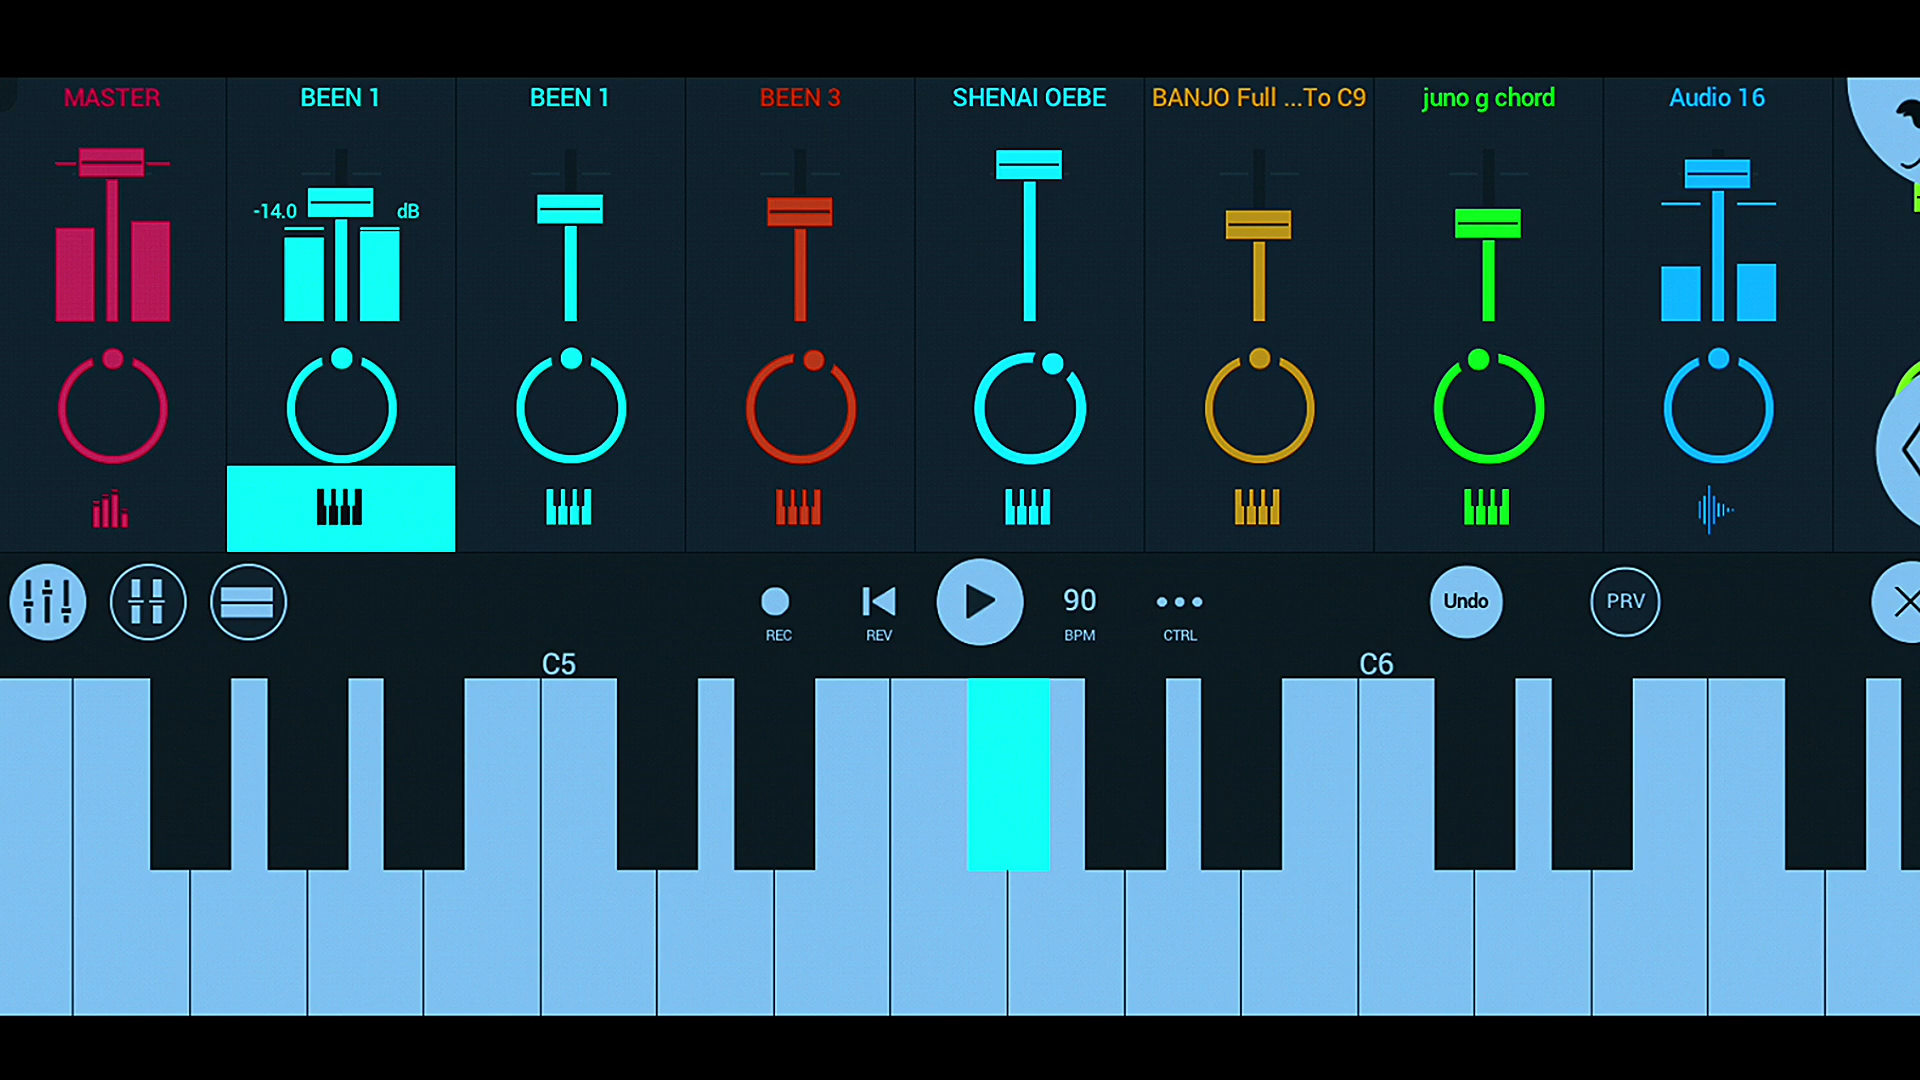 MASTER
BEEN 1
BEEN 1
BEEN 3
SHENAI OEBE
BANJO Full ...To C9
juno g chord
Audio 16
-14.0 dB
90
Undo
PRV
REC
REV
BPM
CTRL
C5
C6